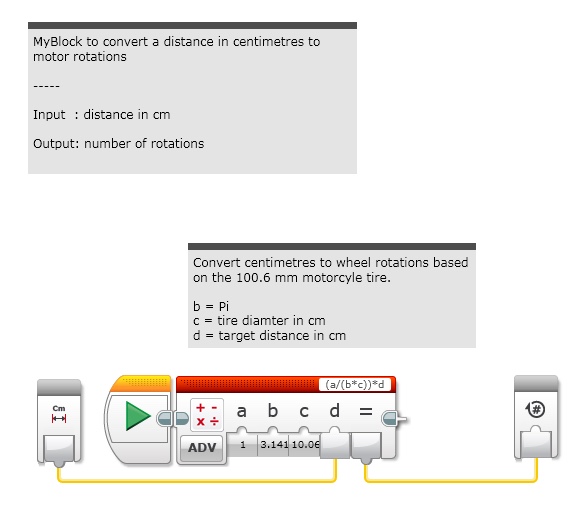 MyBlock to convert a distance in centimetres to
motor rotations
-----
Input : distance in cm
Output: number of rotations
Convert centimetres to wheel rotations based
on the 100.6 mm motorcyle tire.
b = Pi
c = tire diamter in cm
d = target distance in cm
(a/(b*c))*d
Cm
+ -
x ÷
a b c d =
#
ADV 1 3.141 10.06